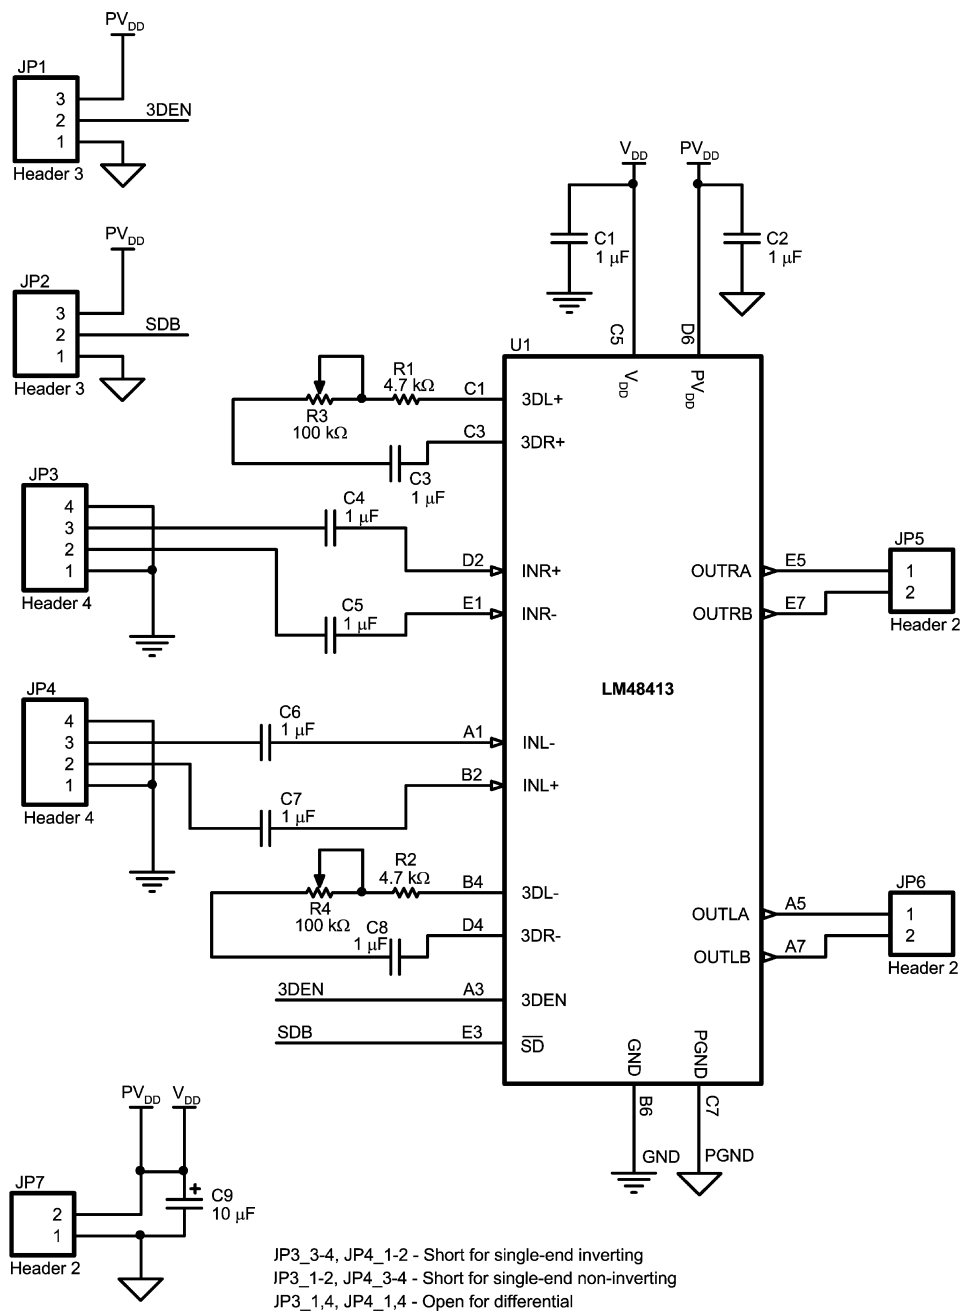 PVDD
JP1
3
2
1
3DEN
Header 3
PVDD
JP2
3
2
1
SDB
Header 3
VDD
PVDD
C1
1 μF
C2
1 μF
C5
D6
U1
VDD
PVDD
R1
4.7 kΩ
C1
3DL+
R3
100 kΩ
C3
3DR+
C3
1 μF
JP3
4
3
2
1
Header 4
C4
1 μF
D2
INR+
C5
1 μF
E1
INR-
OUTRA
E5
OUTRB
E7
JP5
1
2
Header 2
LM48413
JP4
4
3
2
1
Header 4
C6
1 μF
A1
INL-
B2
INL+
C7
1 μF
R2
4.7 kΩ
B4
3DL-
R4
100 kΩ
C8
1 μF
D4
3DR-
OUTLA
A5
OUTLB
A7
JP6
1
2
Header 2
3DEN
A3
3DEN
SDB
E3
SD
GND
PGND
B6
C7
GND
PGND
PVDD
VDD
JP7
2
1
Header 2
+
C9
10 μF
JP3_3-4, JP4_1-2 - Short for single-end inverting
JP3_1-2, JP4_3-4 - Short for single-end non-inverting
JP3_1,4, JP4_1,4 - Open for differential